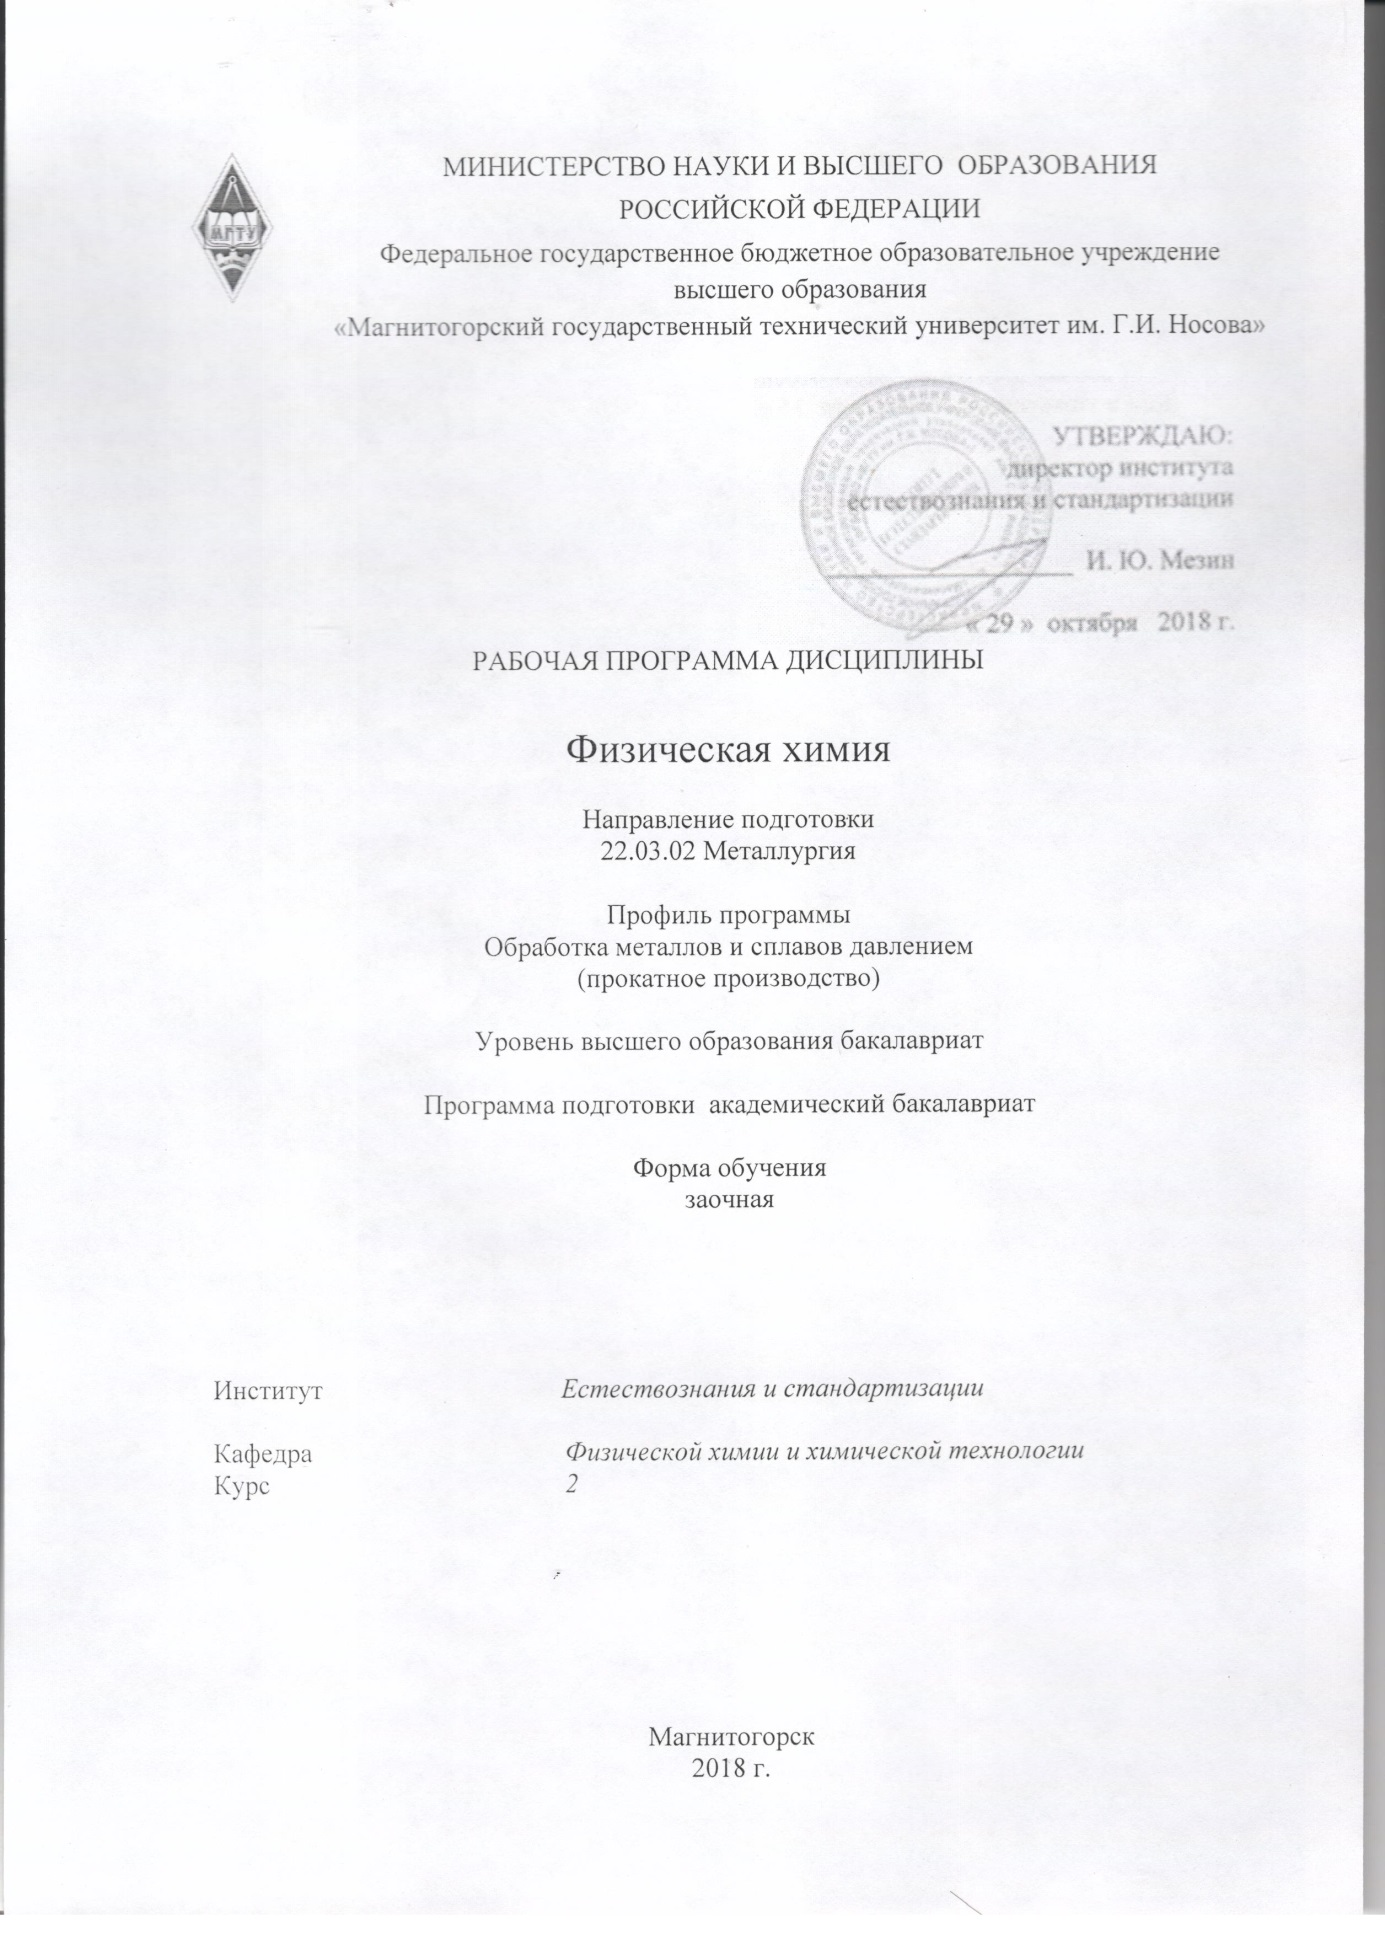 МИНИСТЕРСТВО НАУКИ И ВЫСШЕГО ОБРАЗОВАНИЯ
РОССИЙСКОЙ ФЕДЕРАЦИИ
Федеральное государственное бюджетное образовательное учреждение
высшего образования
«Магнитогорский государственный технический университет им. Г.И. Носова»
МГТУ
УТВЕРЖДАЮ:
директор института
естествознания и стандартизации
И. Ю. Мезин
« 29 » октября 2018 г.
РАБОЧАЯ ПРОГРАММА ДИСЦИПЛИНЫ
Физическая химия
Направление подготовки
22.03.02 Металлургия
Профиль программы
Обработка металлов и сплавов давлением
(прокатное производство)
Уровень высшего образования бакалавриат
Программа подготовки академический бакалавриат
Форма обучения
заочная
Институт Естествознания и стандартизации
Кафедра Физической химии и химической технологии
Курс 2
Магнитогорск
2018 г.